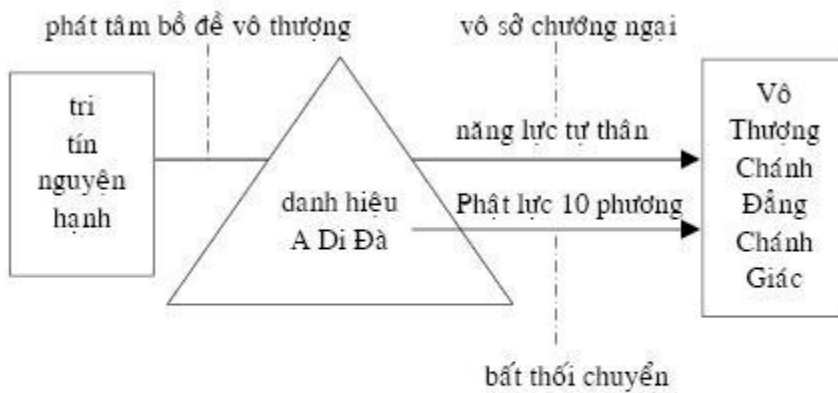 phát tâm bồ đề vô thượng
vô sở chướng ngại
tri
tín
nguyện
hạnh
danh hiệu
A Di Đà
năng lực tự thân
Phật lực 10 phương
Vô
Thượng
Chánh
Đẳng
Chánh
Giác
bất thối chuyển